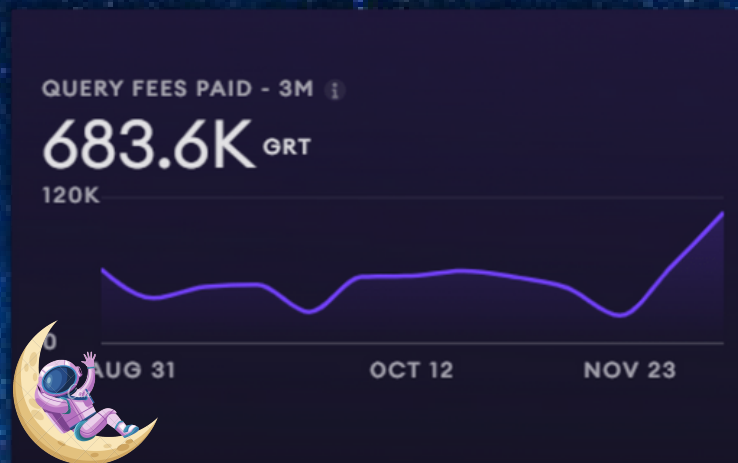 QUERY FEES PAID - 3M
683.6K GRT
120K
0
AUG 31 OCT 12 NOV 23